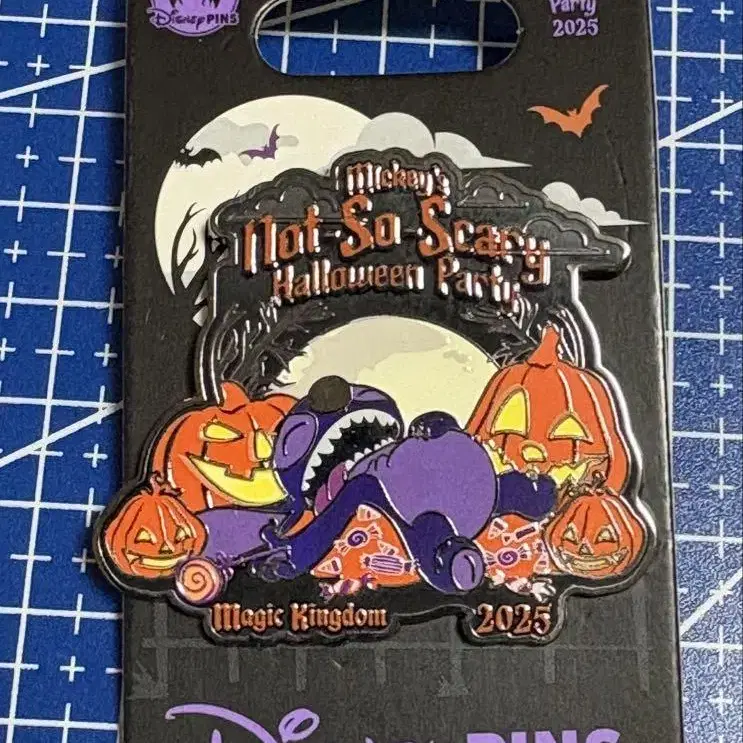 Disney PINS
Party
2025
Mickey's
Not-So-Scary
Halloween Party
Magic Kingdom
2025
Disney PINS